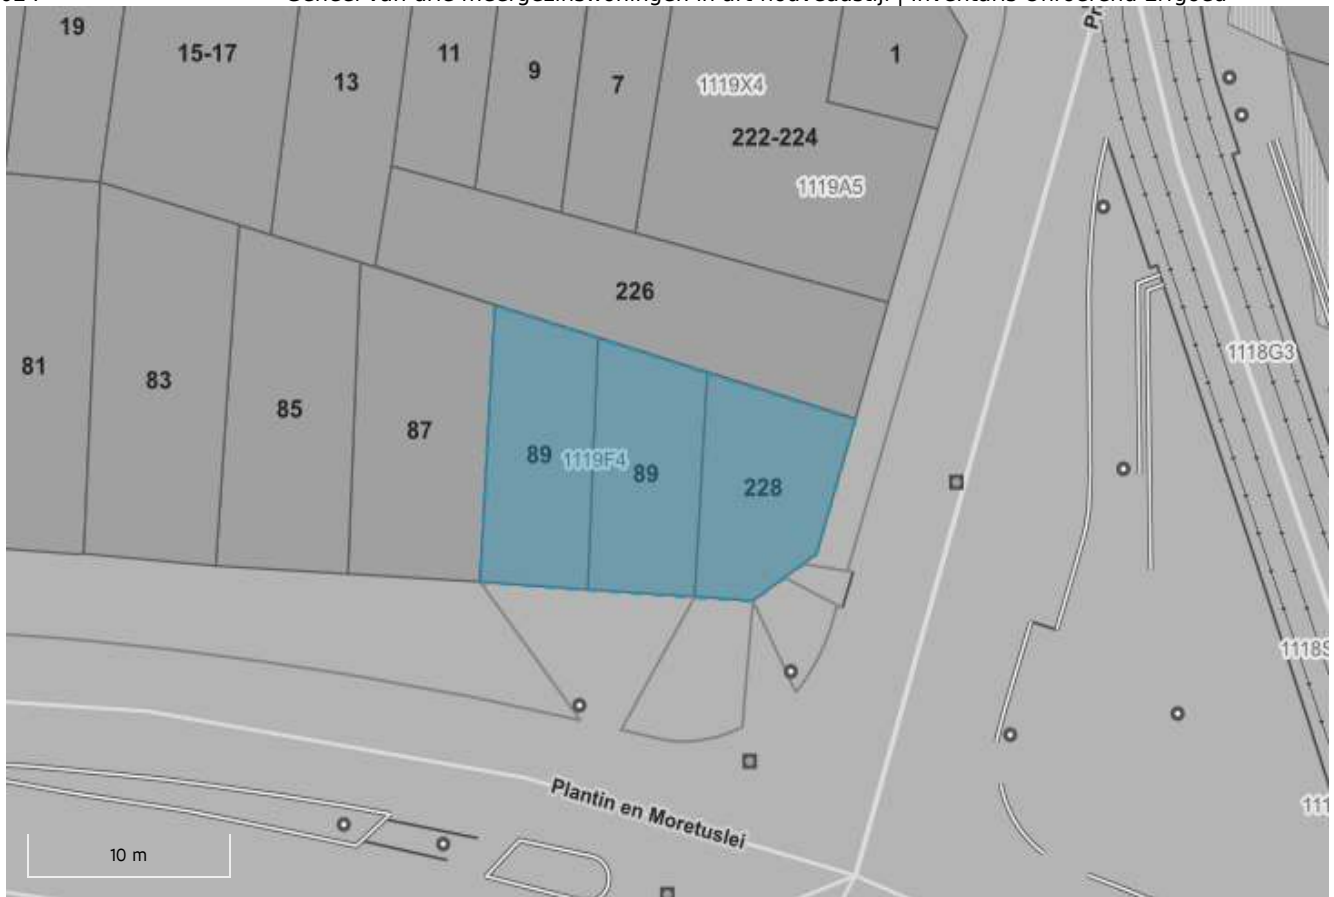 Geheel van drie meergezinswoningen in art-nouveaustijl | Inventaris Onroerend Erfgoed
19
15-17
13
11
9
7
1119X4
222-224
1119A5
1
226
81
83
85
87
89
1119F4
89
228
1118G3
Plantin en Moretuslei
10 m